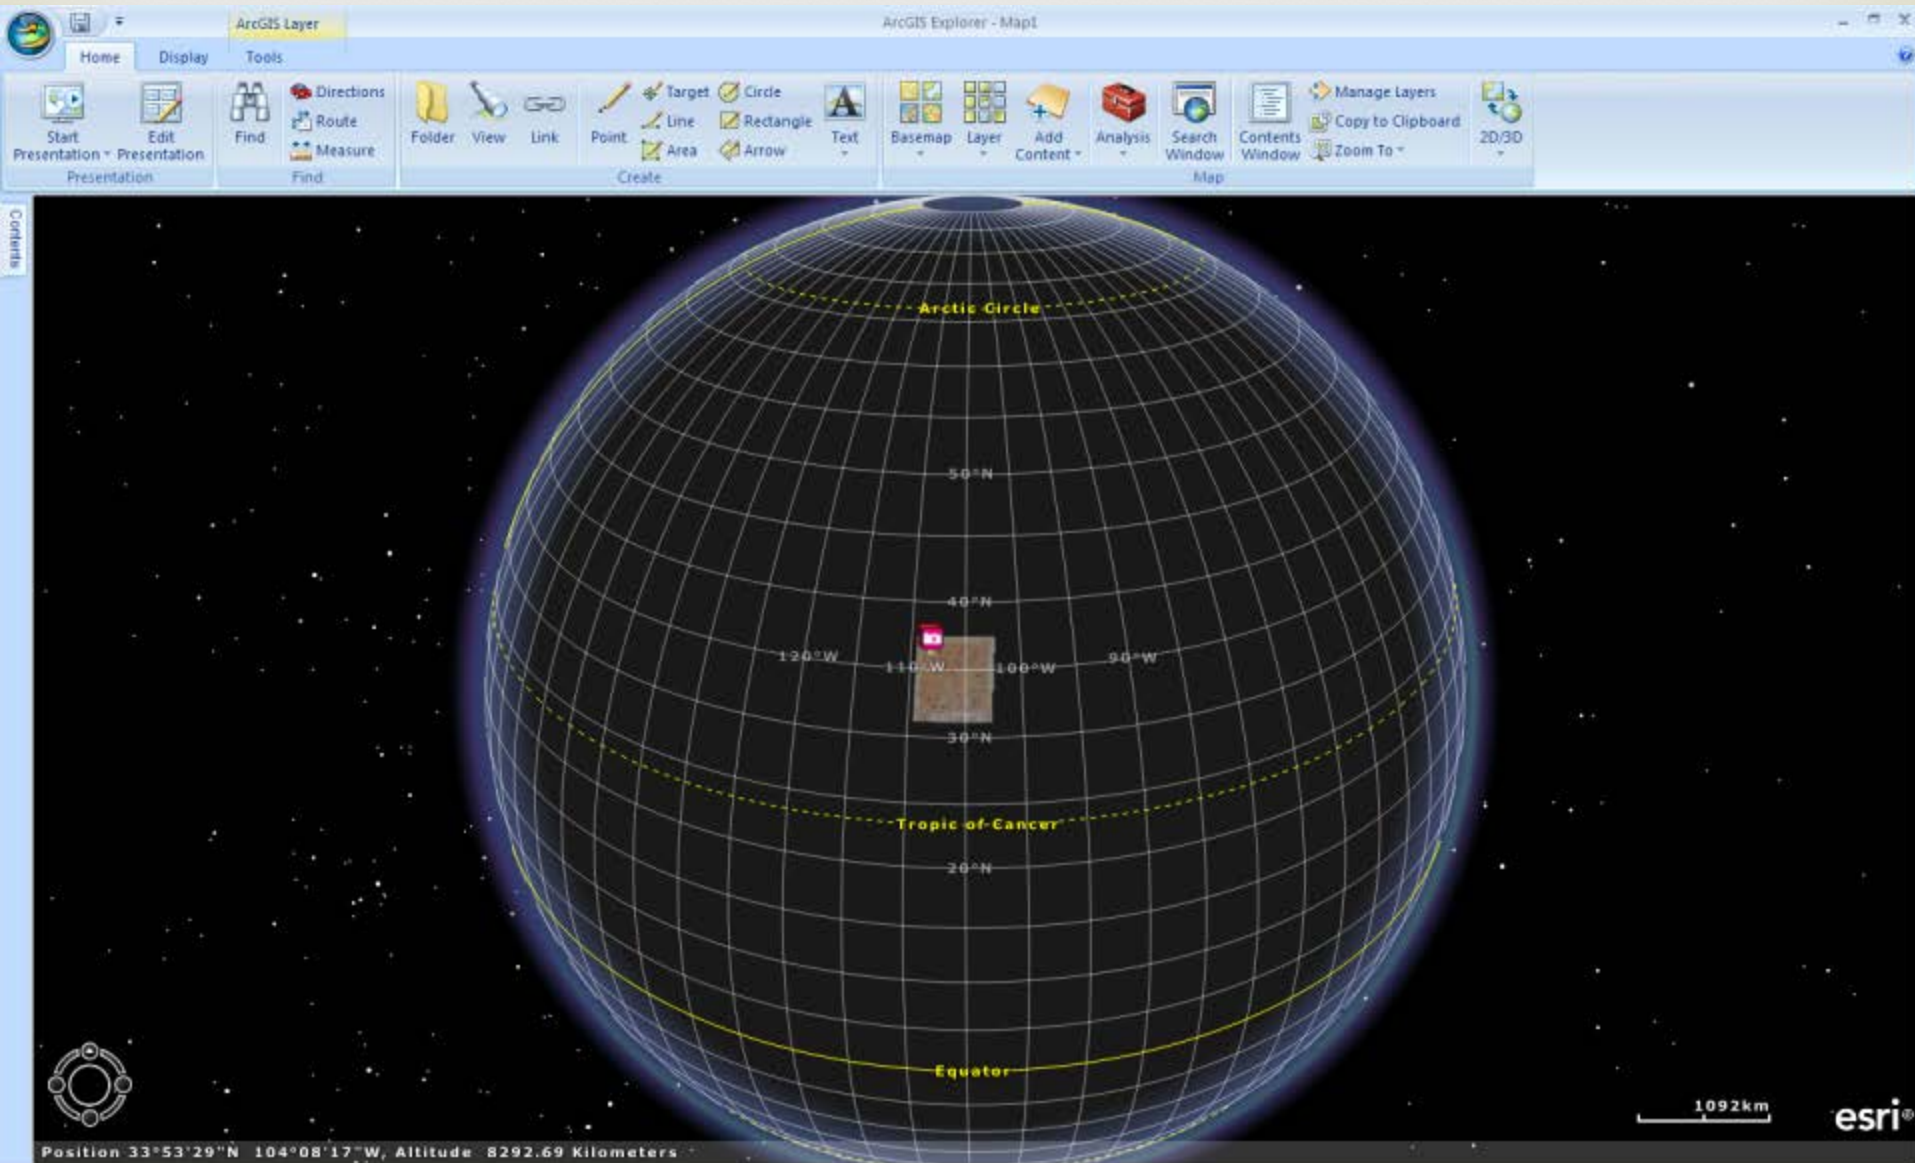 ArcGIS Layer
ArcGIS Explorer - Map1
Home Display Tools
Start Presentation
Edit Presentation
Presentation
Find
Directions
Route
Measure
Find
Folder
View
Link
Point
Target
Line
Area
Circle
Rectangle
Arrow
Text
Create
Basemap
Layer
Add Content
Analysis
Search Window
Contents Window
Manage Layers
Copy to Clipboard
Zoom To
2D/3D
Map
Contents
Arctic Circle
50°N
40°N
120°W
110°W
100°W
90°W
30°N
Tropic of Cancer
20°N
Equator
1092km
esri®
Position 33°53'29"N 104°08'17"W, Altitude 8292.69 Kilometers